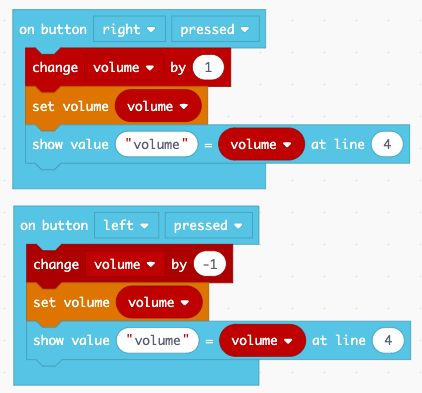 on button right pressed
change volume by 1
set volume volume
show value "volume" = volume at line 4
on button left pressed
change volume by -1
set volume volume
show value "volume" = volume at line 4